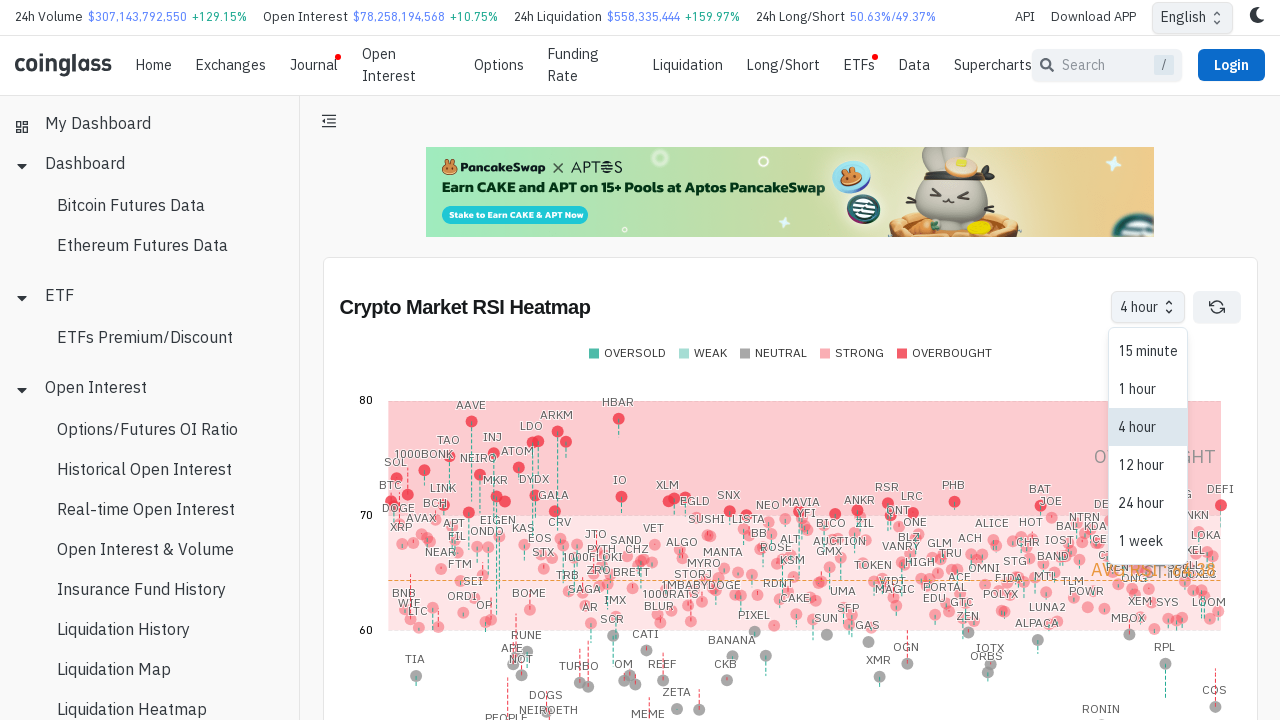 24h Volume $307,143,792,550 +129.15% Open Interest $78,258,194,568 +10.75% 24h Liquidation $558,335,444 +159.97% 24h Long/Short 50.63%/49.37% API Download APP English
coinglass Home Exchanges Journal Open Interest Options Funding Rate Liquidation Long/Short ETFs Data Supercharts Search / Login
My Dashboard
Dashboard
Bitcoin Futures Data
Ethereum Futures Data
ETF
ETFs Premium/Discount
Open Interest
Options/Futures OI Ratio
Historical Open Interest
Real-time Open Interest
Open Interest & Volume
Insurance Fund History
Liquidation History
Liquidation Map
Liquidation Heatmap
PancakeSwap × APTOS
Earn CAKE and APT on 15+ Pools at Aptos PancakeSwap
Stake to Earn CAKE & APT Now
Crypto Market RSI Heatmap
4 hour
15 minute
1 hour
4 hour
12 hour
24 hour
1 week
OVERSOLD WEAK NEUTRAL STRONG OVERBOUGHT
80
HBAR
AAVE
ARKM
LDO
TAO INJ
1000BONK ATOM
SOL NEIRO
MKR DYDX IO
BTC LINK XLM RSR PHB BAT DEFI
BCH GALA BGLD SNX NEO MAVIA ANKR LRC JOE
DOGE
70
XRP AVAX APT EIGEN CRV SUSHI LISTA YFI BICO ZIL ONT ONE ALICE HOT NTRN
FIL ONDO KAS JTO VET BB BLZ BAL KDA
EOS SAND ALGO ALT AUCTION VANRY GLM ACH CHR IOST LOKA
NEAR STX PYTH CHZ MANTA ROSE GMX HIGH TRU BAND
FTM 1000FLOKI MYRO KSM TOKEN OMNI STG
SEI TRB ZRO BRETT STORJ RDNT VIDT ACE FIDA MTL TLM ONG 1000XEC
BNB ORDI SAGA 1MBABYDOGE UMA MAGIC PORTAL POLYX POWR
WIF OP BOME AR IMX 1000RATS CAKE EDU GTC LUNA2 XEM SYS LOOM
LTC SCR BLUR PIXEL SUN SFP GAS ZEN ALPACA MBOX
60
RUNE CATI BANANA
APE OGN IOTX RPL
TIA NOT TURBO OM REEF CKB XMR ORBS
DOGS ZETA COS
PEOPLE NEIROETH MEME RONIN